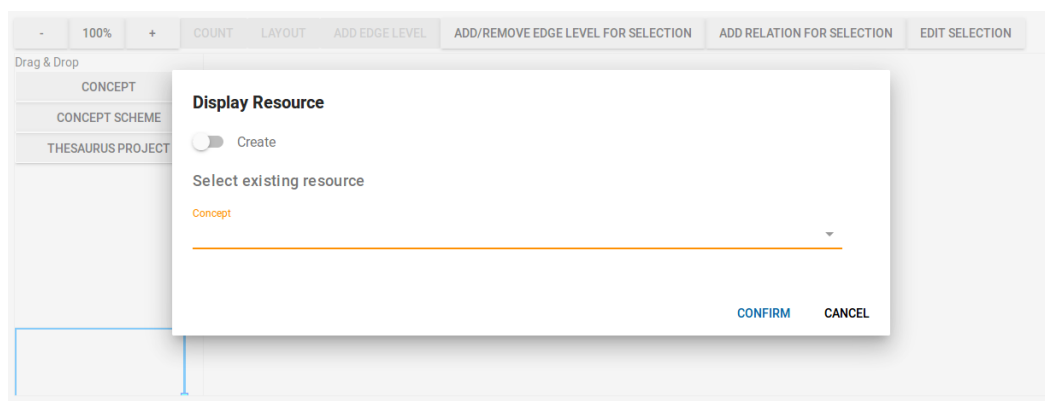 - 100% + COUNT LAYOUT ADD EDGE LEVEL ADD/REMOVE EDGE LEVEL FOR SELECTION ADD RELATION FOR SELECTION EDIT SELECTION
Drag & Drop
CONCEPT
CONCEPT SCHEME
THESAURUS PROJECT
Display Resource
Create
Select existing resource
Concept
CONFIRM CANCEL